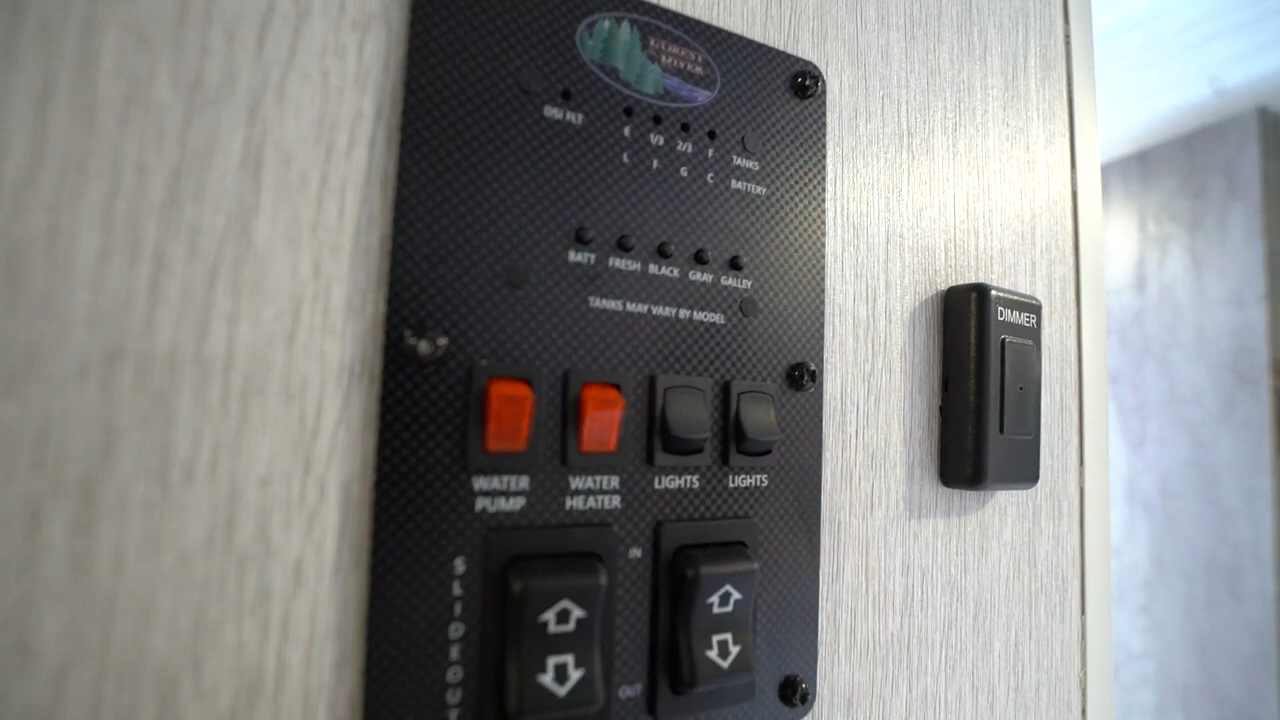 FOREST
RIVER
DSI FLT
E 1/3 2/3 F TANKS
L F G C BATTERY
BATT FRESH BLACK GRAY GALLEY
TANKS MAY VARY BY MODEL
DIMMER
WATER PUMP
WATER HEATER
LIGHTS
LIGHTS
IN
SLIDEOUT
OUT